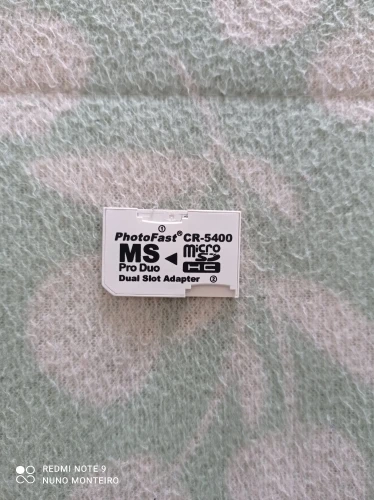 ①
PhotoFast® CR-5400
MS ◄ micro
Pro Duo SD HC
Dual Slot Adapter ②
REDMI NOTE 9
NUNO MONTEIRO